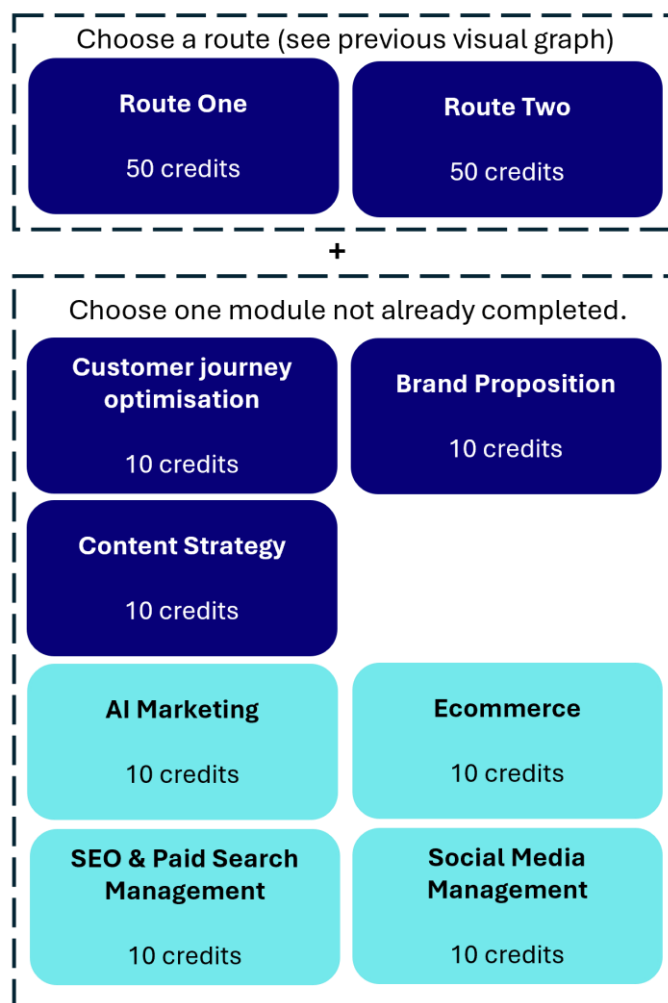 Choose a route (see previous visual graph)
Route One
50 credits
Route Two
50 credits
+
Choose one module not already completed.
Customer journey
optimisation
10 credits
Brand Proposition
10 credits
Content Strategy
10 credits
AI Marketing
10 credits
Ecommerce
10 credits
SEO & Paid Search
Management
10 credits
Social Media
Management
10 credits